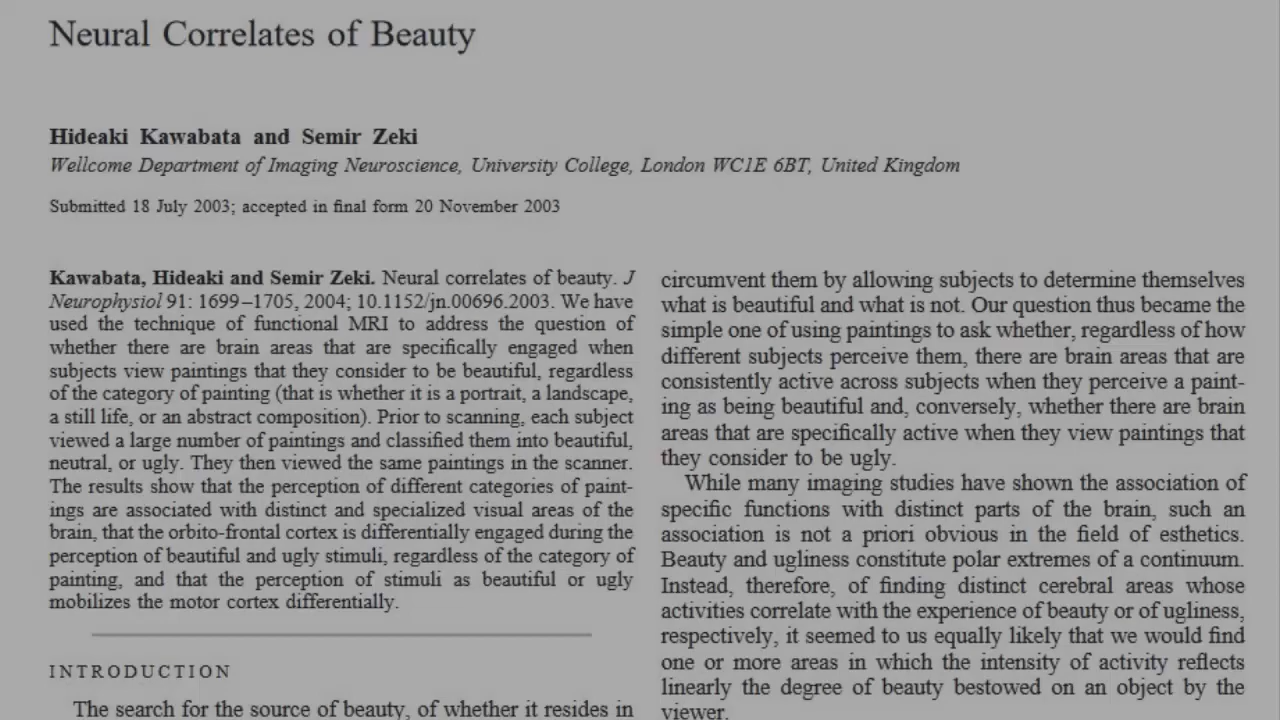 Neural Correlates of Beauty
Hideaki Kawabata and Semir Zeki
Wellcome Department of Imaging Neuroscience, University College, London WC1E 6BT, United Kingdom
Submitted 18 July 2003; accepted in final form 20 November 2003
Kawabata, Hideaki and Semir Zeki. Neural correlates of beauty. J
Neurophysiol 91: 1699–1705, 2004; 10.1152/jn.00696.2003. We have
used the technique of functional MRI to address the question of
whether there are brain areas that are specifically engaged when
subjects view paintings that they consider to be beautiful, regardless
of the category of painting (that is whether it is a portrait, a landscape,
a still life, or an abstract composition). Prior to scanning, each subject
viewed a large number of paintings and classified them into beautiful,
neutral, or ugly. They then viewed the same paintings in the scanner.
The results show that the perception of different categories of paint-
ings are associated with distinct and specialized visual areas of the
brain, that the orbito-frontal cortex is differentially engaged during the
perception of beautiful and ugly stimuli, regardless of the category of
painting, and that the perception of stimuli as beautiful or ugly
mobilizes the motor cortex differentially.
INTRODUCTION
The search for the source of beauty, of whether it resides in
circumvent them by allowing subjects to determine themselves
what is beautiful and what is not. Our question thus became the
simple one of using paintings to ask whether, regardless of how
different subjects perceive them, there are brain areas that are
consistently active across subjects when they perceive a paint-
ing as being beautiful and, conversely, whether there are brain
areas that are specifically active when they view paintings that
they consider to be ugly.
While many imaging studies have shown the association of
specific functions with distinct parts of the brain, such an
association is not a priori obvious in the field of esthetics.
Beauty and ugliness constitute polar extremes of a continuum.
Instead, therefore, of finding distinct cerebral areas whose
activities correlate with the experience of beauty or of ugliness,
respectively, it seemed to us equally likely that we would find
one or more areas in which the intensity of activity reflects
linearly the degree of beauty bestowed on an object by the
viewer.